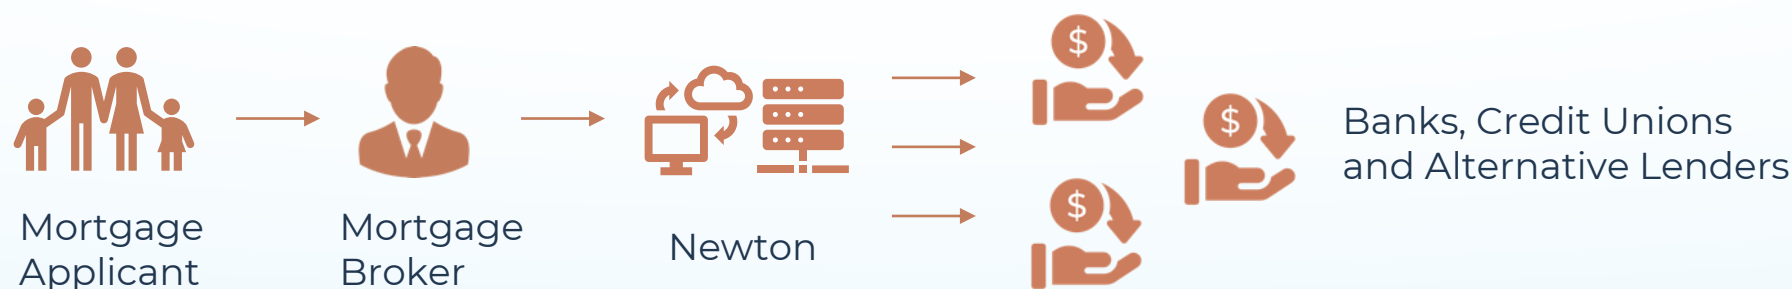 $
$
$
Banks, Credit Unions
and Alternative Lenders
Mortgage
Applicant
Mortgage
Broker
Newton